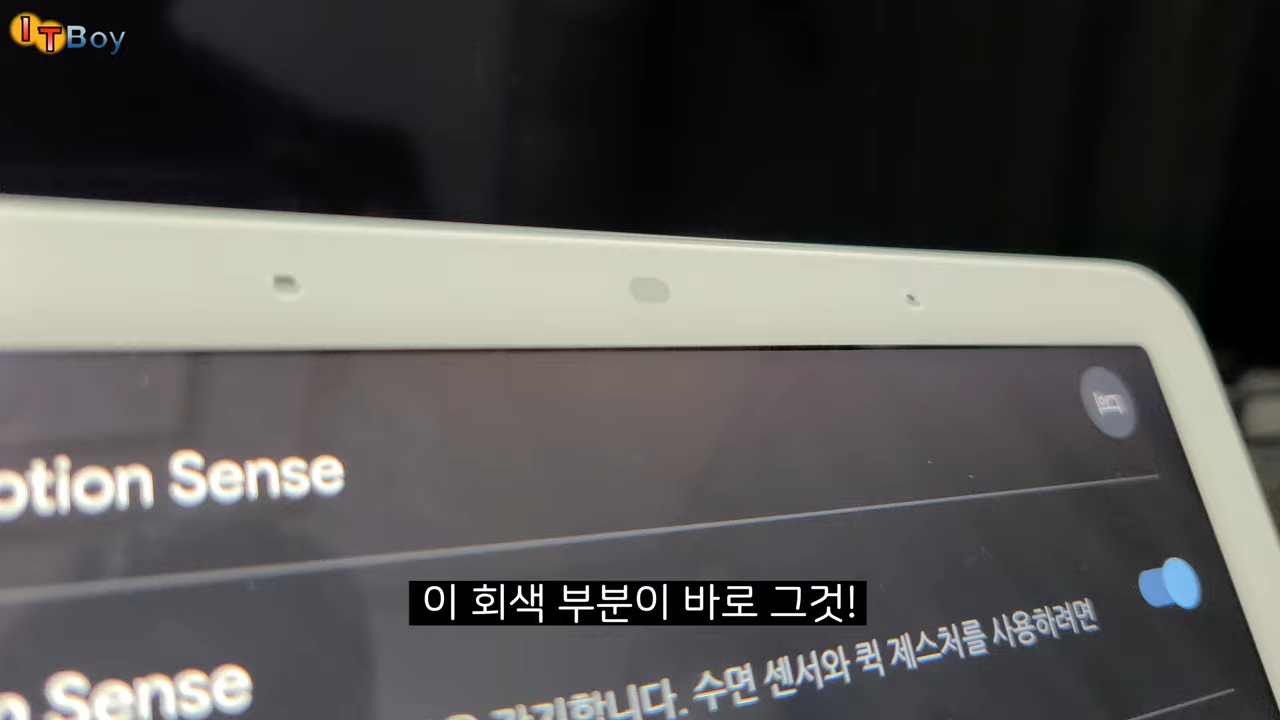 ITBoy
otion Sense
이 회색 부분이 바로 그것!
n Sense
감지합니다. 수면 센서와 퀵 제스처를 사용하려면